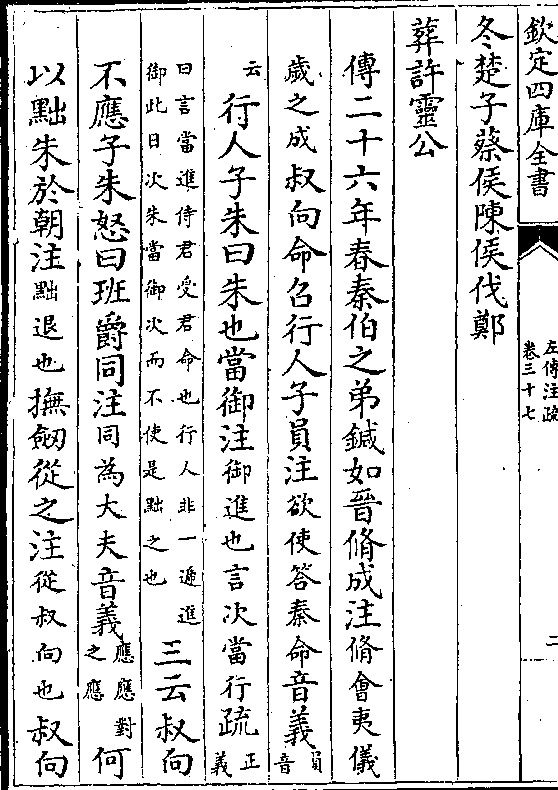 欽定四庫全書
左傳注疏
卷三十七
二
冬楚子蔡侯陳侯伐鄭
葬許靈公
傳二十六年春秦伯之弟鍼如晉脩成注脩會夷儀
歲之成叔向命召行人子員注欲使答秦命音義員音
云行人子朱曰朱也當御注御進也言次當行疏正義
曰言當進侍君受君命也行人非一遞進
御此日次朱當御次而不使是黜之也三云叔向
不應子朱怒曰班爵同注同為大夫音義應應對之應何
以黜朱於朝注黜退也撫劒從之注從叔向也叔向